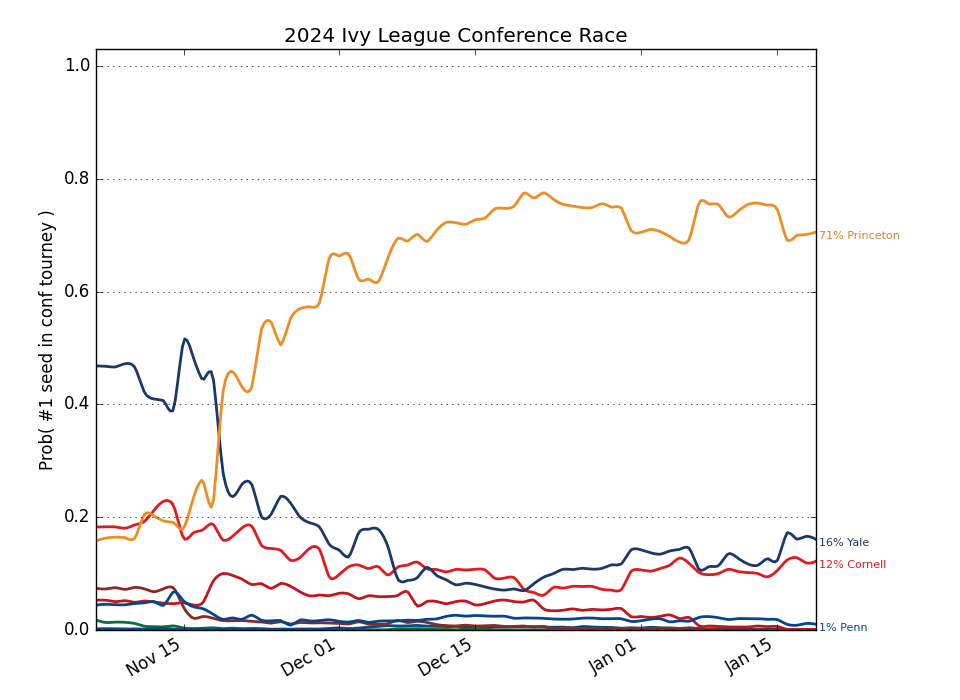 2024 Ivy League Conference Race
Prob( #1 seed in conf tourney )
1.0
0.8
0.6
0.4
0.2
0.0
71% Princeton
16% Yale
12% Cornell
1% Penn
Nov 15
Dec 01
Dec 15
Jan 01
Jan 15